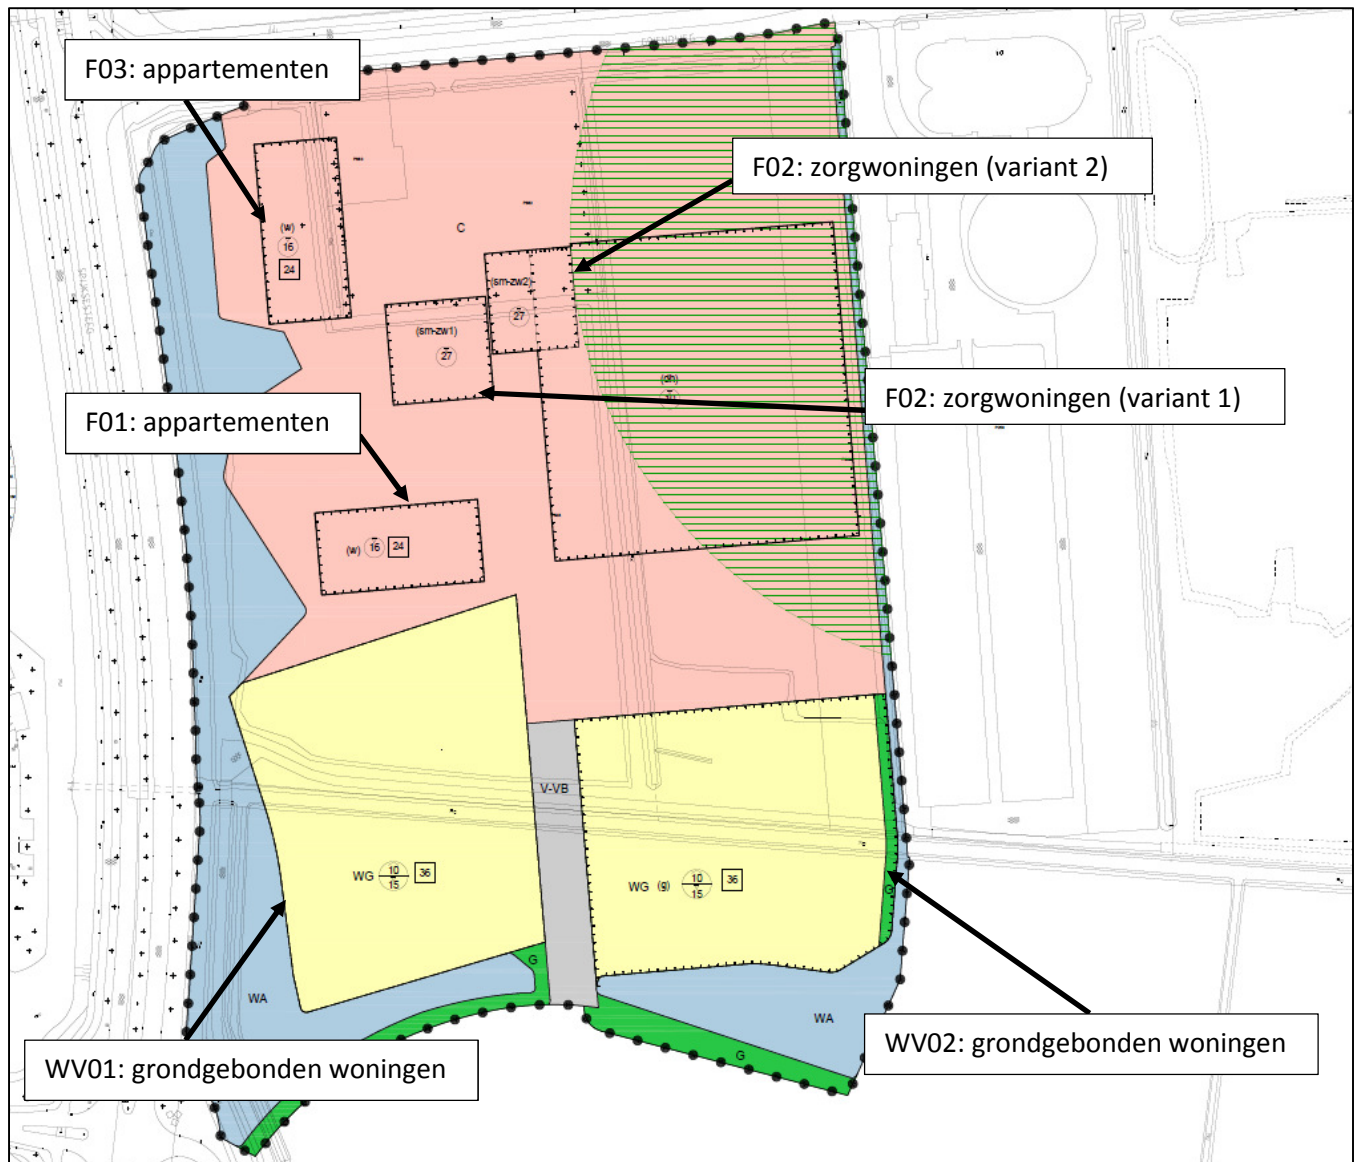 F03: appartementen
F02: zorgwoningen (variant 2)
(w)
16
24
C
(sm-zw2)
27
(sm-zw1)
27
F02: zorgwoningen (variant 1)
F01: appartementen
(w) 16 24
V-VB
WG 10 15 36
WG (g) 10 15 36
G
G
WA
WA
G
WV01: grondgebonden woningen
WV02: grondgebonden woningen